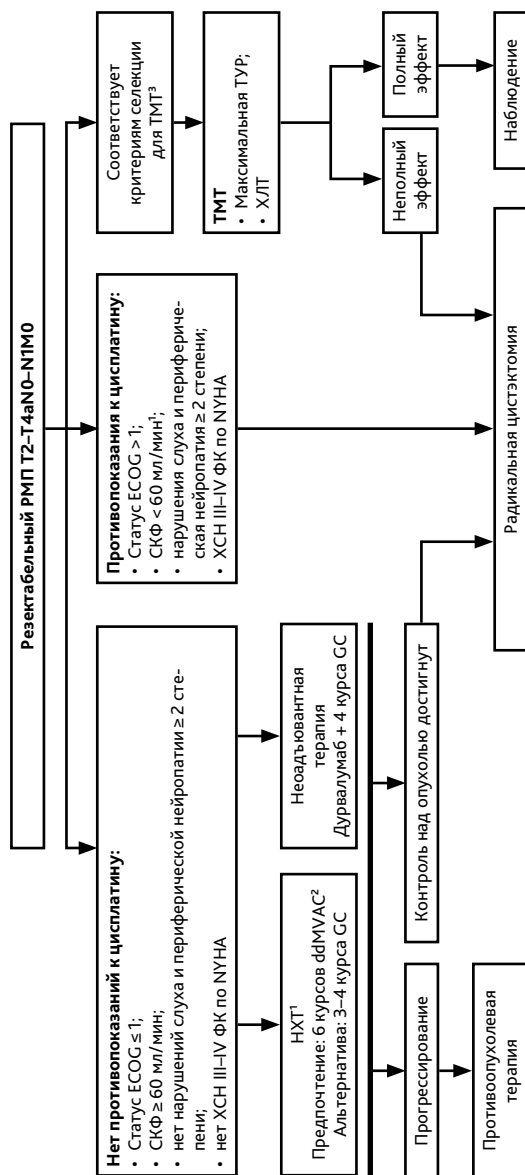 Резектабельный РМП T2–T4aN0–N1M0
Нет противопоказаний к цисплатину:
• Статус ECOG ≤ 1;
• СКФ ≥ 60 мл/мин;
• нет нарушений слуха и периферической нейропатии ≥ 2 сте-
пени;
• нет ХСН III–IV ФК по NYHA
НХТ¹
Предпочтение: 6 курсов ddMVAC²
Альтернатива: 3–4 курса GC
Неоадъювантная
терапия
Дурвалумаб + 4 курса GC
Прогрессирование
Контроль над опухолью достигнут
Противоопухолевая
терапия
Противопоказания к цисплатину:
• Статус ECOG > 1;
• СКФ < 60 мл/мин¹;
• нарушения слуха и перифериче-
ская нейропатия ≥ 2 степени;
• ХСН III–IV ФК по NYHA
Соответствует
критериям селекции
для ТМТ³
ТМТ
• Максимальная ТУР;
• ХЛТ
Неполный
эффект
Полный
эффект
Радикальная цистэктомия
Наблюдение